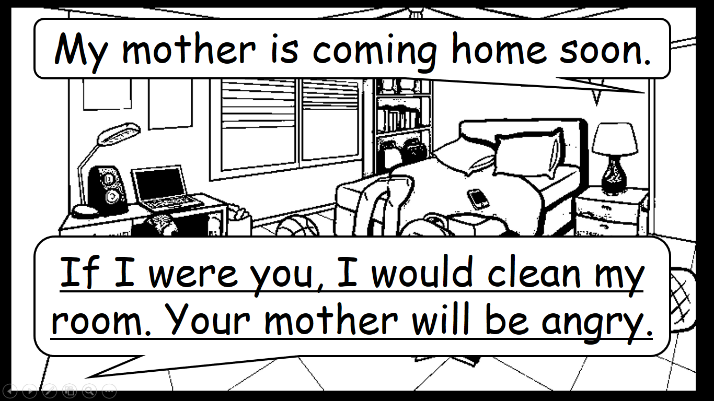 My mother is coming home soon.
If I were you, I would clean my
room. Your mother will be angry.